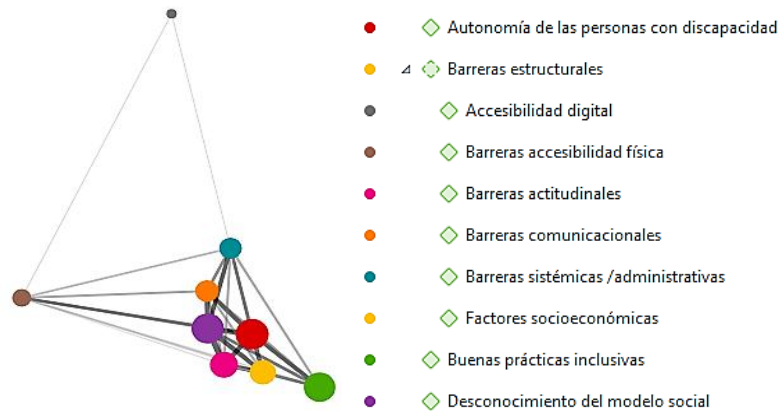 Autonomía de las personas con discapacidad
Barreras estructurales
Accesibilidad digital
Barreras accesibilidad física
Barreras actitudinales
Barreras comunicacionales
Barreras sistémicas /administrativas
Factores socioeconómicas
Buenas prácticas inclusivas
Desconocimiento del modelo social